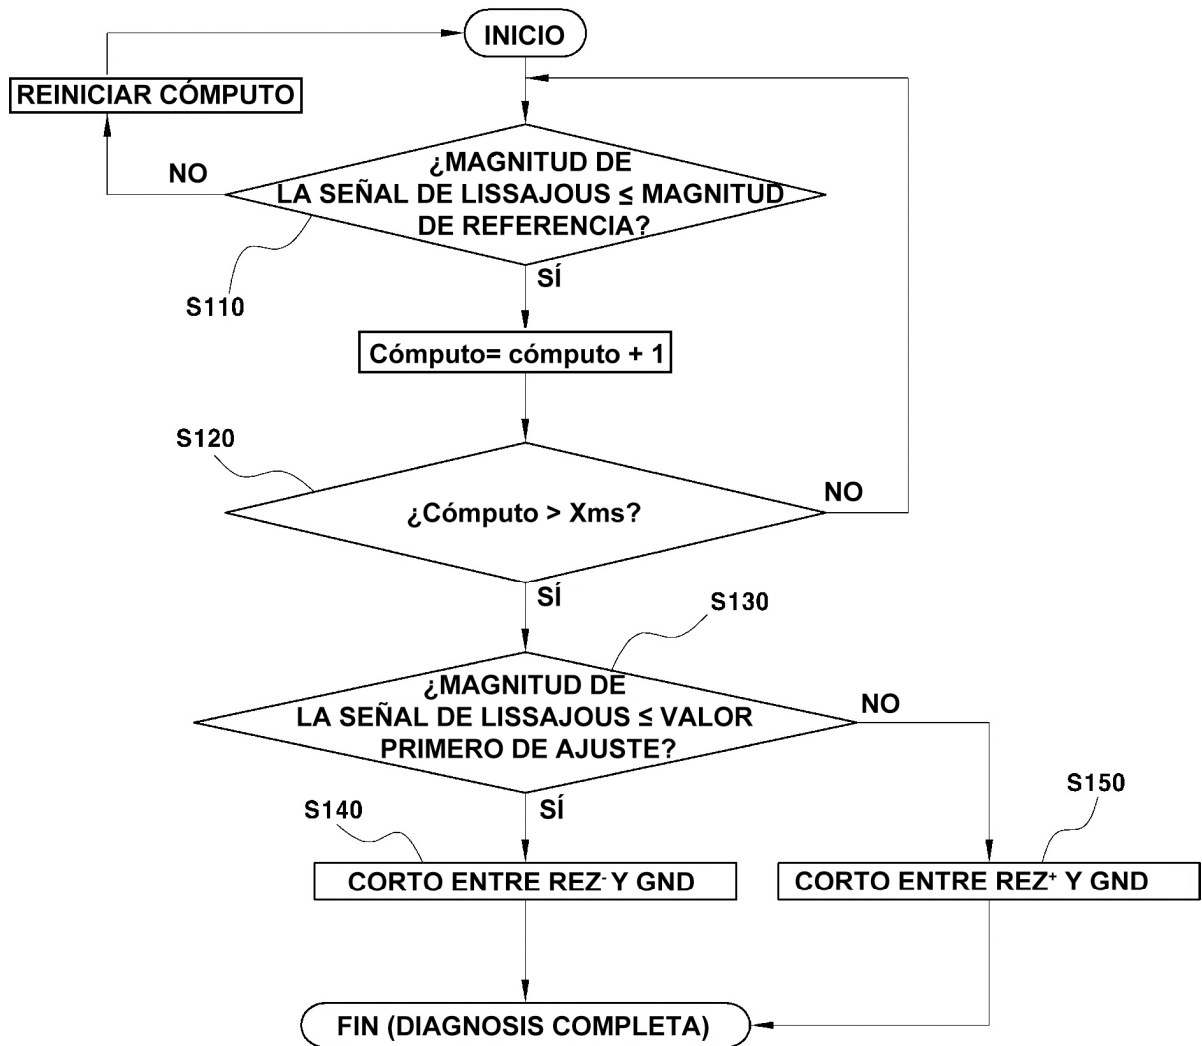 INICIO
REINICIAR CÓMPUTO
NO
¿MAGNITUD DE
LA SEÑAL DE LISSAJOUS ≤ MAGNITUD
DE REFERENCIA?
SÍ
S110
Cómputo= cómputo + 1
S120
NO
¿Cómputo > Xms?
SÍ
S130
¿MAGNITUD DE
LA SEÑAL DE LISSAJOUS ≤ VALOR
PRIMERO DE AJUSTE?
NO
SÍ
S140
S150
CORTO ENTRE REZ⁻ Y GND
CORTO ENTRE REZ⁺ Y GND
FIN (DIAGNOSIS COMPLETA)